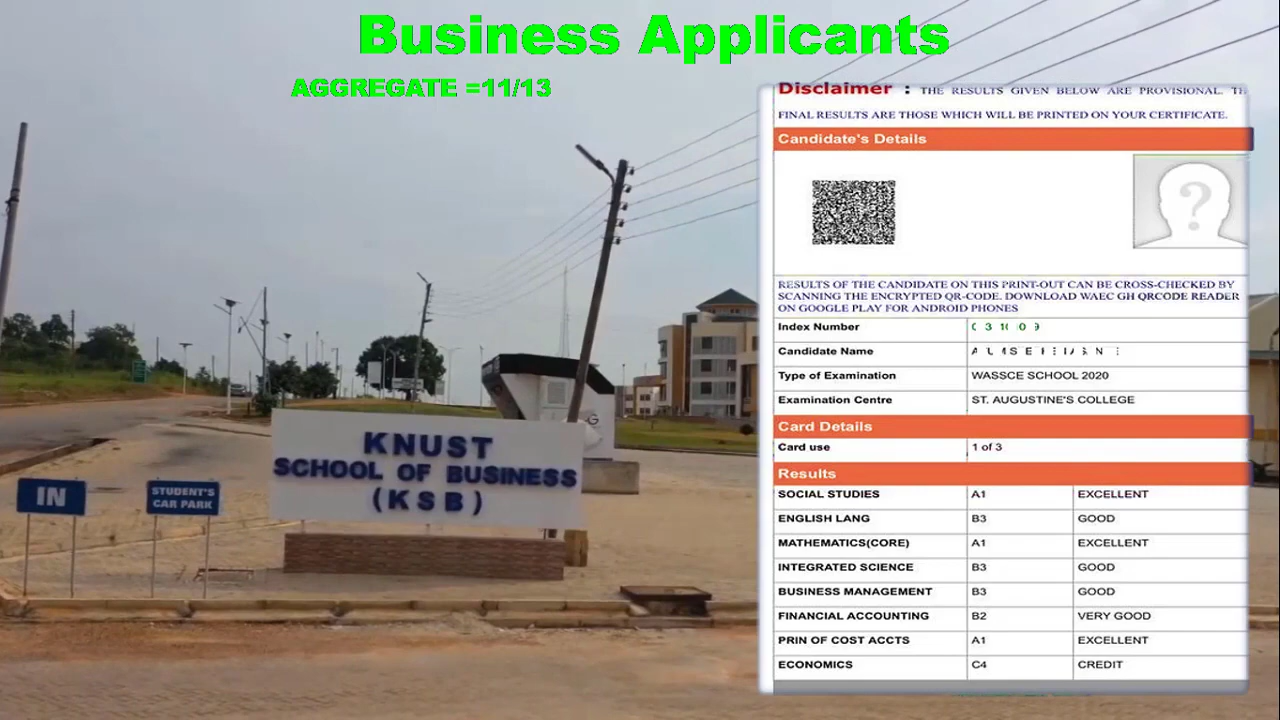 Business Applicants
AGGREGATE =11/13
Disclaimer : THE RESULTS GIVEN BELOW ARE PROVISIONAL.
FINAL RESULTS ARE THOSE WHICH WILL BE PRINTED ON YOUR CERTIFICATE.
Candidate's Details
RESULTS OF THE CANDIDATE ON THIS PRINT-OUT CAN BE CROSS-CHECKED BY
SCANNING THE ENCRYPTED QR-CODE. DOWNLOAD WAEC GH QRCODE READER
ON GOOGLE PLAY FOR ANDROID PHONES
Index Number
Candidate Name
Type of Examination WASSCE SCHOOL 2020
Examination Centre ST. AUGUSTINE'S COLLEGE
Card Details
Card use 1 of 3
Results
SOCIAL STUDIES A1 EXCELLENT
ENGLISH LANG B3 GOOD
MATHEMATICS(CORE) A1 EXCELLENT
INTEGRATED SCIENCE B3 GOOD
BUSINESS MANAGEMENT B3 GOOD
FINANCIAL ACCOUNTING B2 VERY GOOD
PRIN OF COST ACCTS A1 EXCELLENT
ECONOMICS C4 CREDIT
KNUST
SCHOOL OF BUSINESS
(KSB)
IN
STUDENT'S
CAR PARK